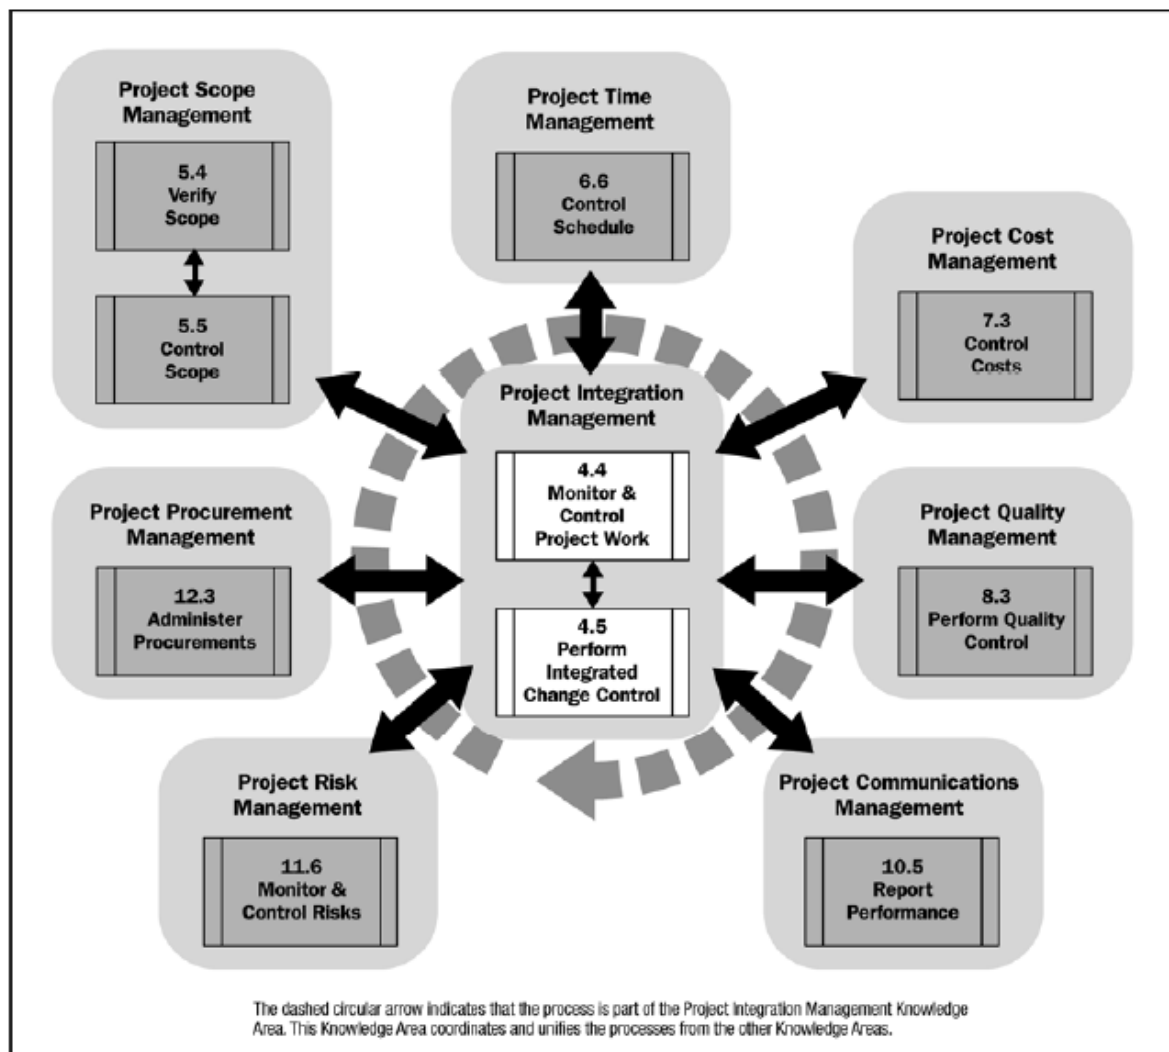 Project Scope
Management
5.4
Verify
Scope
5.5
Control
Scope
Project Time
Management
6.6
Control
Schedule
Project Cost
Management
7.3
Control
Costs
Project Integration
Management
4.4
Monitor &
Control
Project Work
4.5
Perform
Integrated
Change Control
Project Procurement
Management
12.3
Administer
Procurements
Project Quality
Management
8.3
Perform Quality
Control
Project Risk
Management
11.6
Monitor &
Control Risks
Project Communications
Management
10.5
Report
Performance
The dashed circular arrow indicates that the process is part of the Project Integration Management Knowledge
Area. This Knowledge Area coordinates and unifies the processes from the other Knowledge Areas.